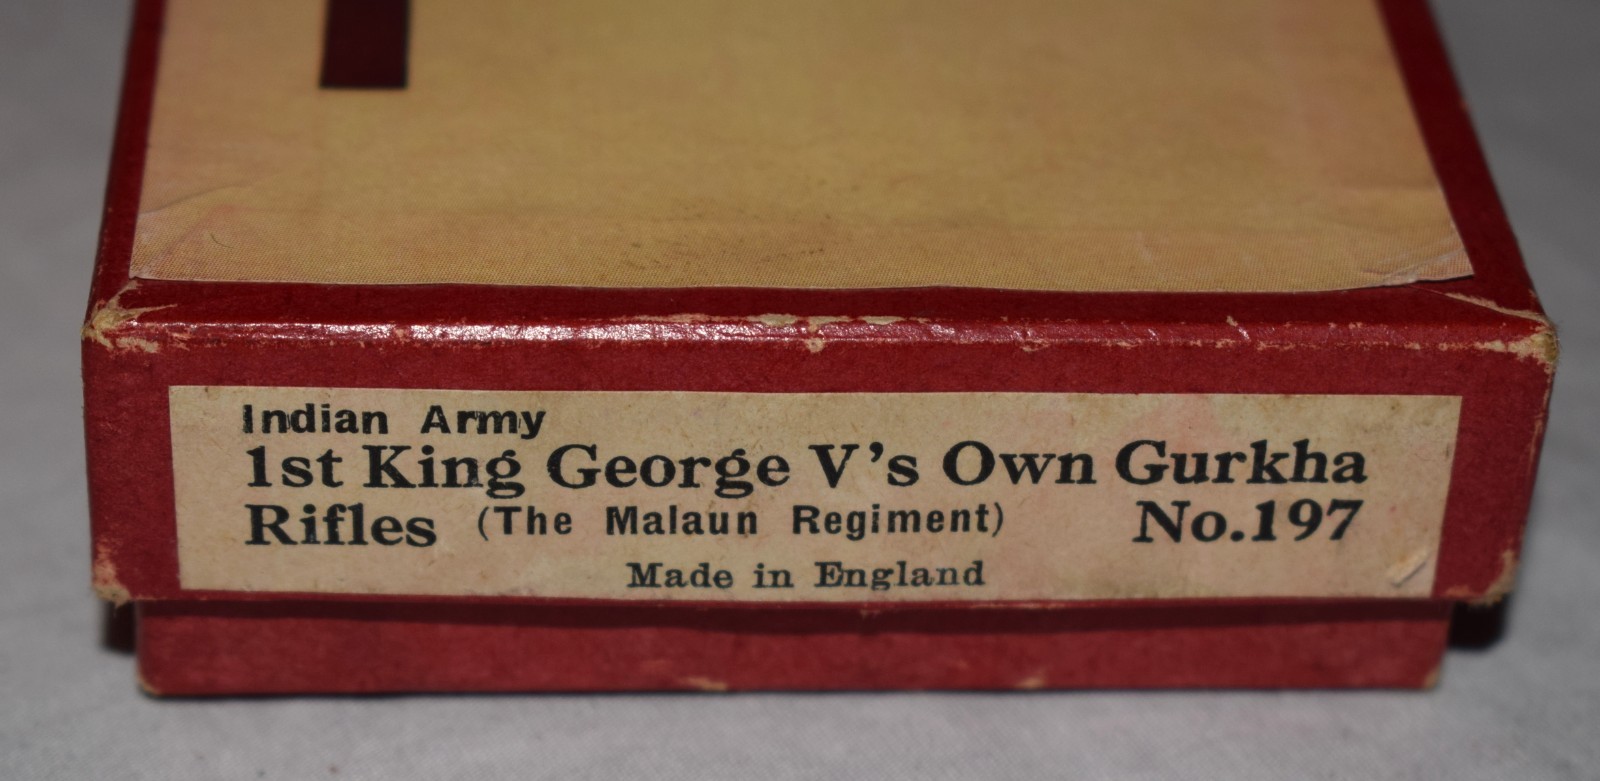 Indian Army
1st King George V's Own Gurkha
Rifles (The Malaun Regiment) No.197
Made in England